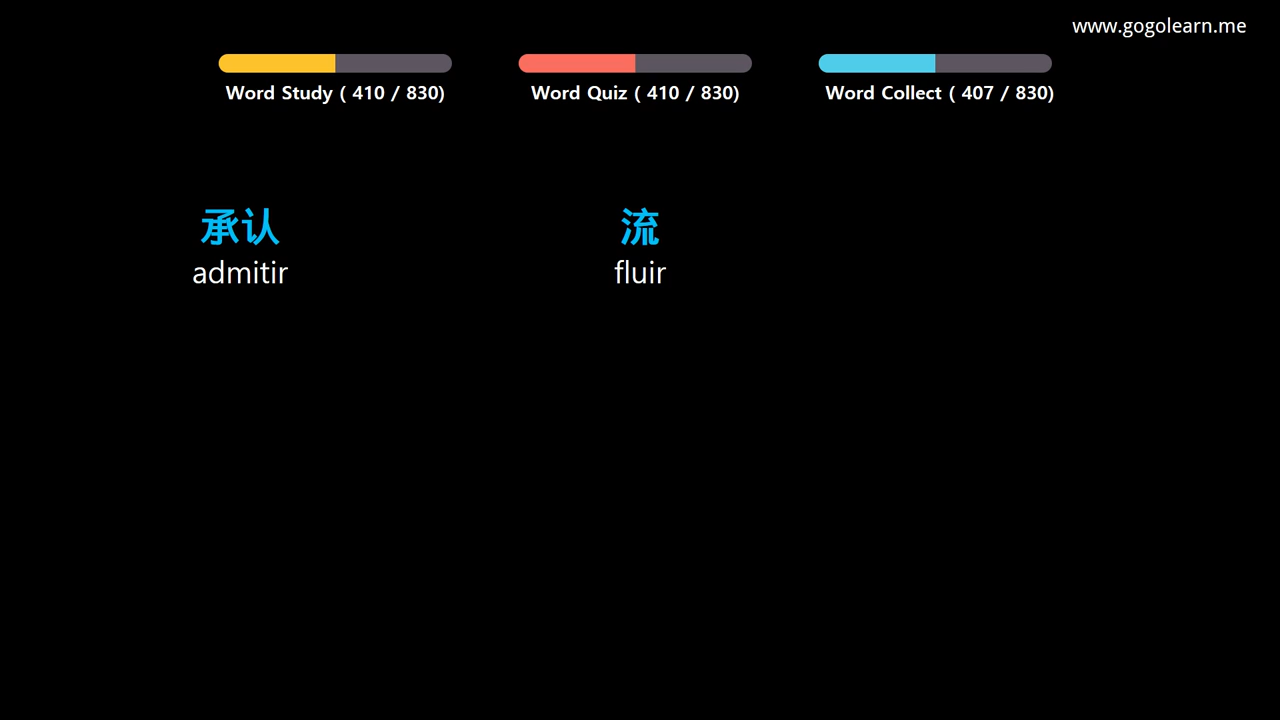 www.gogolearn.me
Word Study ( 410 / 830)
Word Quiz ( 410 / 830)
Word Collect ( 407 / 830)
承认
admitir
流
fluir